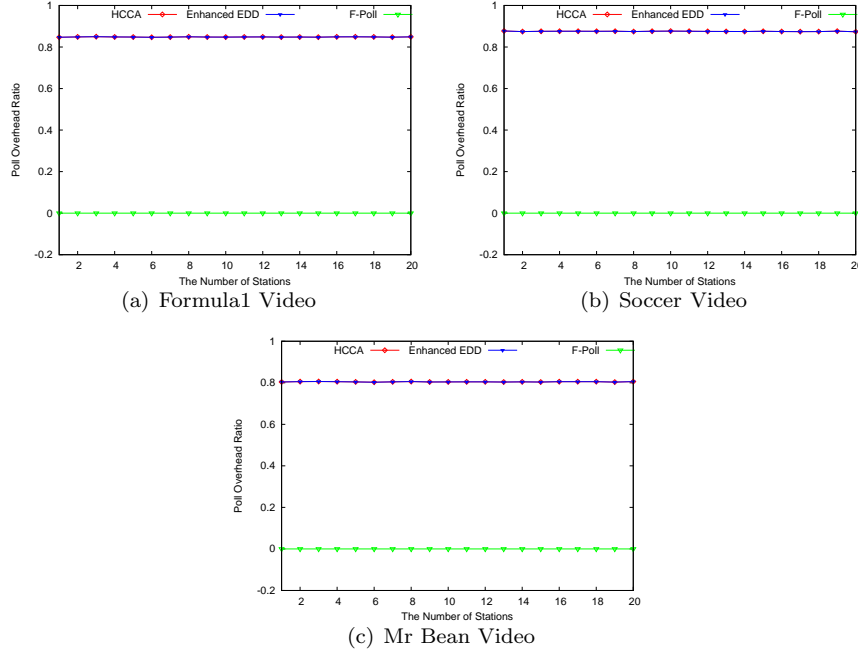 HCCA Enhanced EDD F-Poll
1
0.8
0.6
0.4
0.2
0
-0.2
Poll Overhead Ratio
2 4 6 8 10 12 14 16 18 20
The Number of Stations
(a) Formula1 Video
HCCA Enhanced EDD F-Poll
1
0.8
0.6
0.4
0.2
0
-0.2
Poll Overhead Ratio
2 4 6 8 10 12 14 16 18 20
The Number of Stations
(b) Soccer Video
HCCA Enhanced EDD F-Poll
1
0.8
0.6
0.4
0.2
0
-0.2
Poll Overhead Ratio
2 4 6 8 10 12 14 16 18 20
The Number of Stations
(c) Mr Bean Video